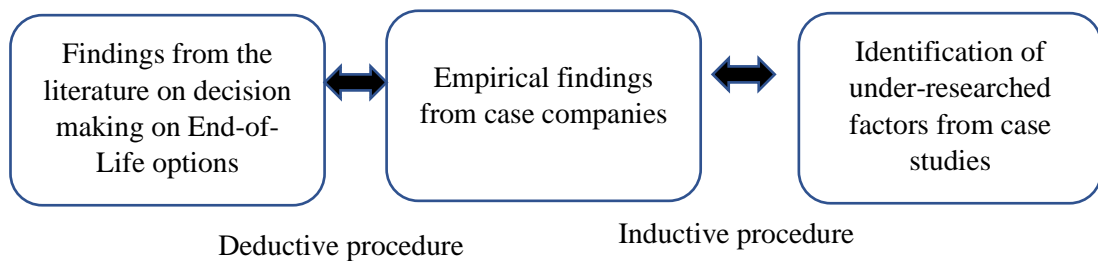 Findings from the
literature on decision
making on End-of-
Life options
Empirical findings
from case companies
Identification of
under-researched
factors from case
studies
Deductive procedure
Inductive procedure